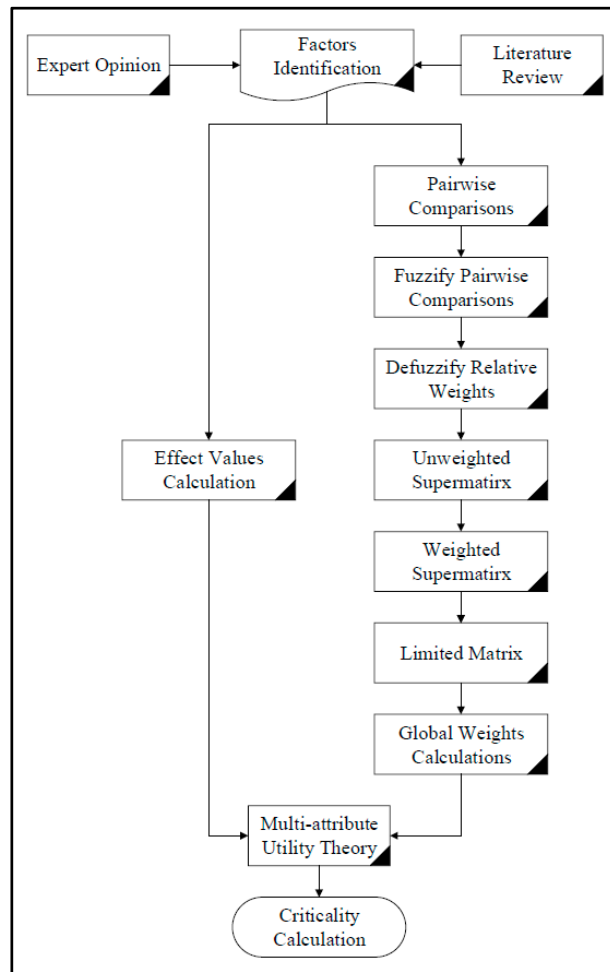 Expert Opinion
Factors
Identification
Literature
Review
Pairwise
Comparisons
Fuzzify Pairwise
Comparisons
Defuzzify Relative
Weights
Effect Values
Calculation
Unweighted
Supermatirx
Weighted
Supermatirx
Limited Matrix
Global Weights
Calculations
Multi-attribute
Utility Theory
Criticality
Calculation